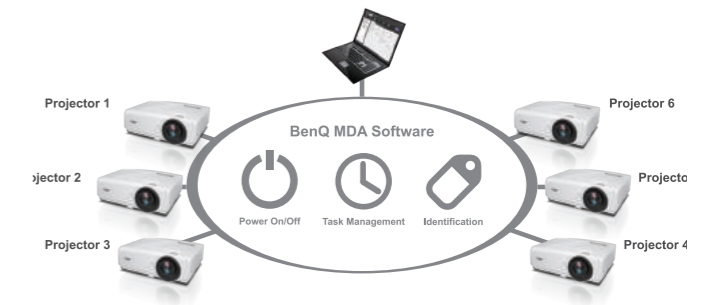 Projector 1
Projector 6
BenQ MDA Software
ojector 2
Projecto
Power On/Off
Task Management
Identification
Projector 3
Projector 4